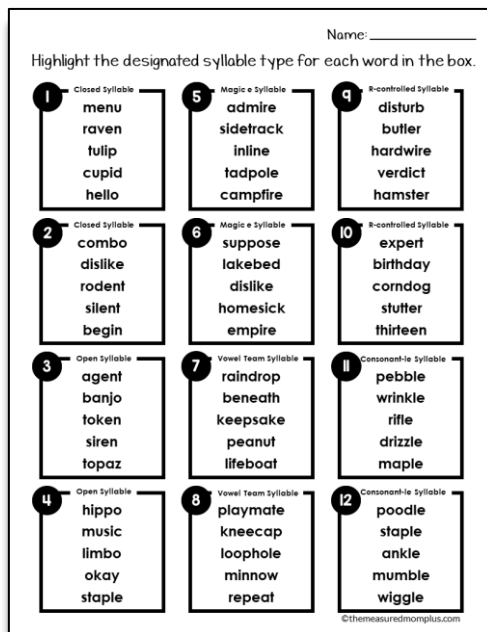 Name:
Highlight the designated syllable type for each word in the box.
1
Closed Syllable
menu
raven
tulip
cupid
hello
2
Closed Syllable
combo
dislike
rodent
silent
begin
3
Open Syllable
agent
banjo
token
siren
topaz
4
Open Syllable
hippo
music
limbo
okay
staple
5
Magic e Syllable
admire
sidetrack
inline
tadpole
campfire
6
Magic e Syllable
suppose
lakebed
dislike
homesick
empire
7
Vowel Team Syllable
raindrop
beneath
keepsake
peanut
lifeboat
8
Vowel Team Syllable
playmate
kneecap
loophole
minnow
repeat
9
R-controlled Syllable
disturb
butler
hardwire
verdict
hamster
10
R-controlled Syllable
expert
birthday
corndog
stutter
thirteen
11
Consonant-le Syllable
pebble
wrinkle
rifle
drizzle
maple
12
Consonant-le Syllable
poodle
staple
ankle
mumble
wiggle
©themeasuredmomplus.com